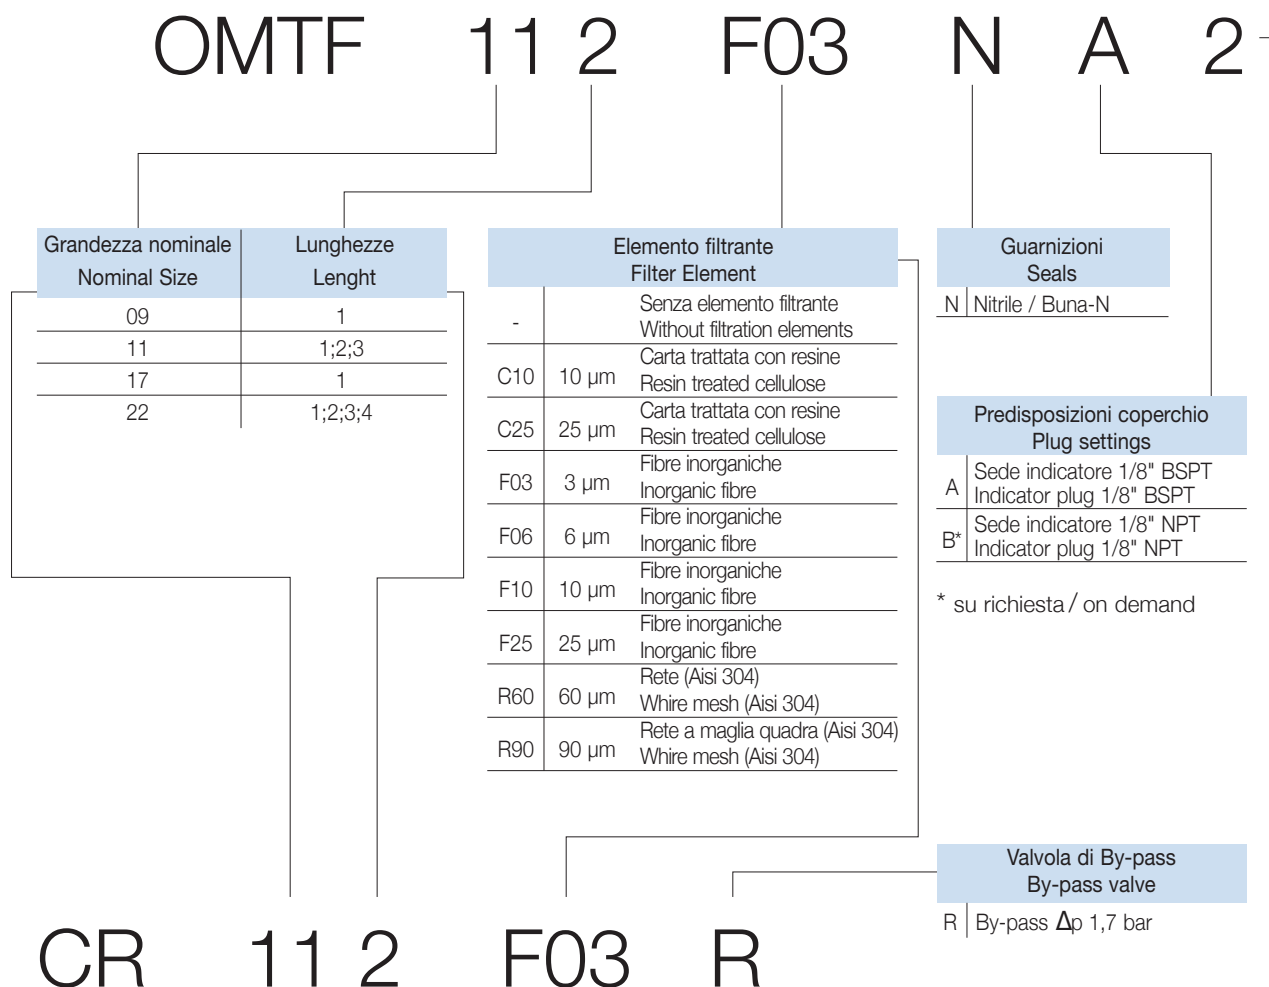 OMTF 11 2 F03 N A 2 -
Grandezza nominale
Nominal Size
Lunghezze
Lenght
09 1
11 1;2;3
17 1
22 1;2;3;4
Elemento filtrante
Filter Element
- Senza elemento filtrante
Without filtration elements
C10 10 µm Carta trattata con resine
Resin treated cellulose
C25 25 µm Carta trattata con resine
Resin treated cellulose
F03 3 µm Fibre inorganiche
Inorganic fibre
F06 6 µm Fibre inorganiche
Inorganic fibre
F10 10 µm Fibre inorganiche
Inorganic fibre
F25 25 µm Fibre inorganiche
Inorganic fibre
R60 60 µm Rete (Aisi 304)
Whire mesh (Aisi 304)
R90 90 µm Rete a maglia quadra (Aisi 304)
Whire mesh (Aisi 304)
Guarnizioni
Seals
N Nitrile / Buna-N
Predisposizioni coperchio
Plug settings
A Sede indicatore 1/8" BSPT
Indicator plug 1/8" BSPT
B* Sede indicatore 1/8" NPT
Indicator plug 1/8" NPT
* su richiesta / on demand
Valvola di By-pass
By-pass valve
R By-pass Δp 1,7 bar
CR 11 2 F03 R